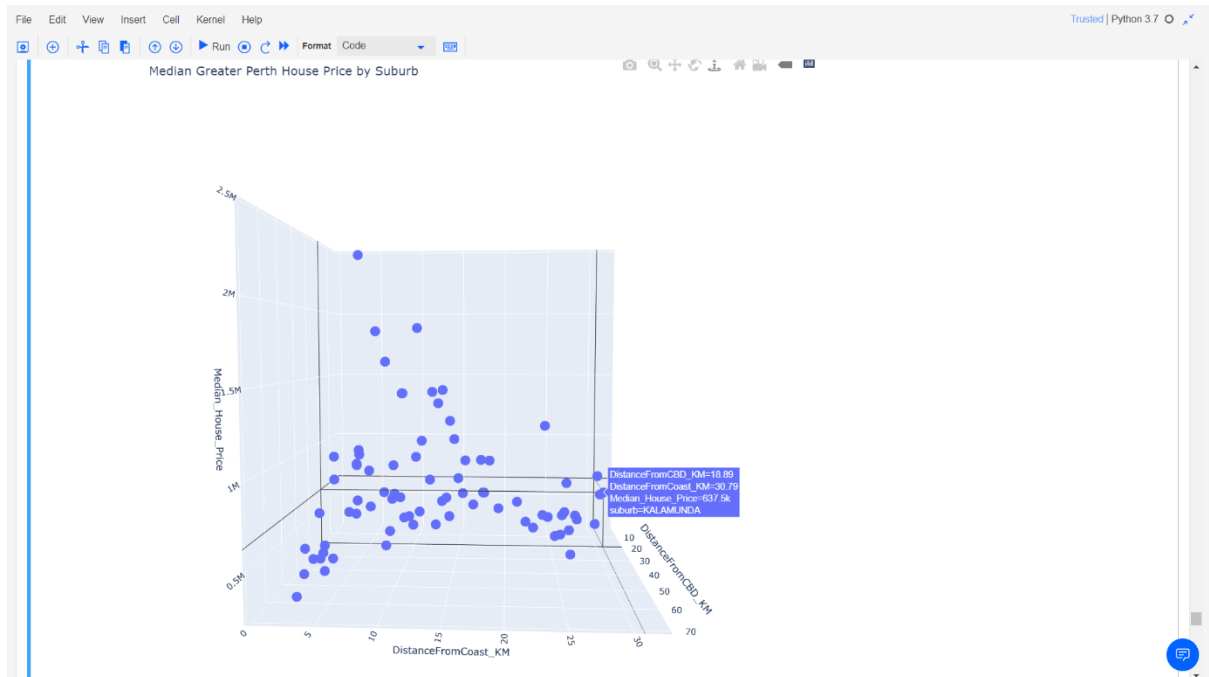 File Edit View Insert Cell Kernel Help
Trusted | Python 3.7
Run Format Code
Median Greater Perth House Price by Suburb
2.5M
2M
1.5M
1M
0.5M
Median_House_Price
DistanceFromCBD_KM=18.89
DistanceFromCoast_KM=30.79
Median_House_Price=637.5k
suburb=KALAMUNDA
10
20
30
40
50
60
70
DistanceFromCBD_KM
0
5
10
15
20
25
30
DistanceFromCoast_KM